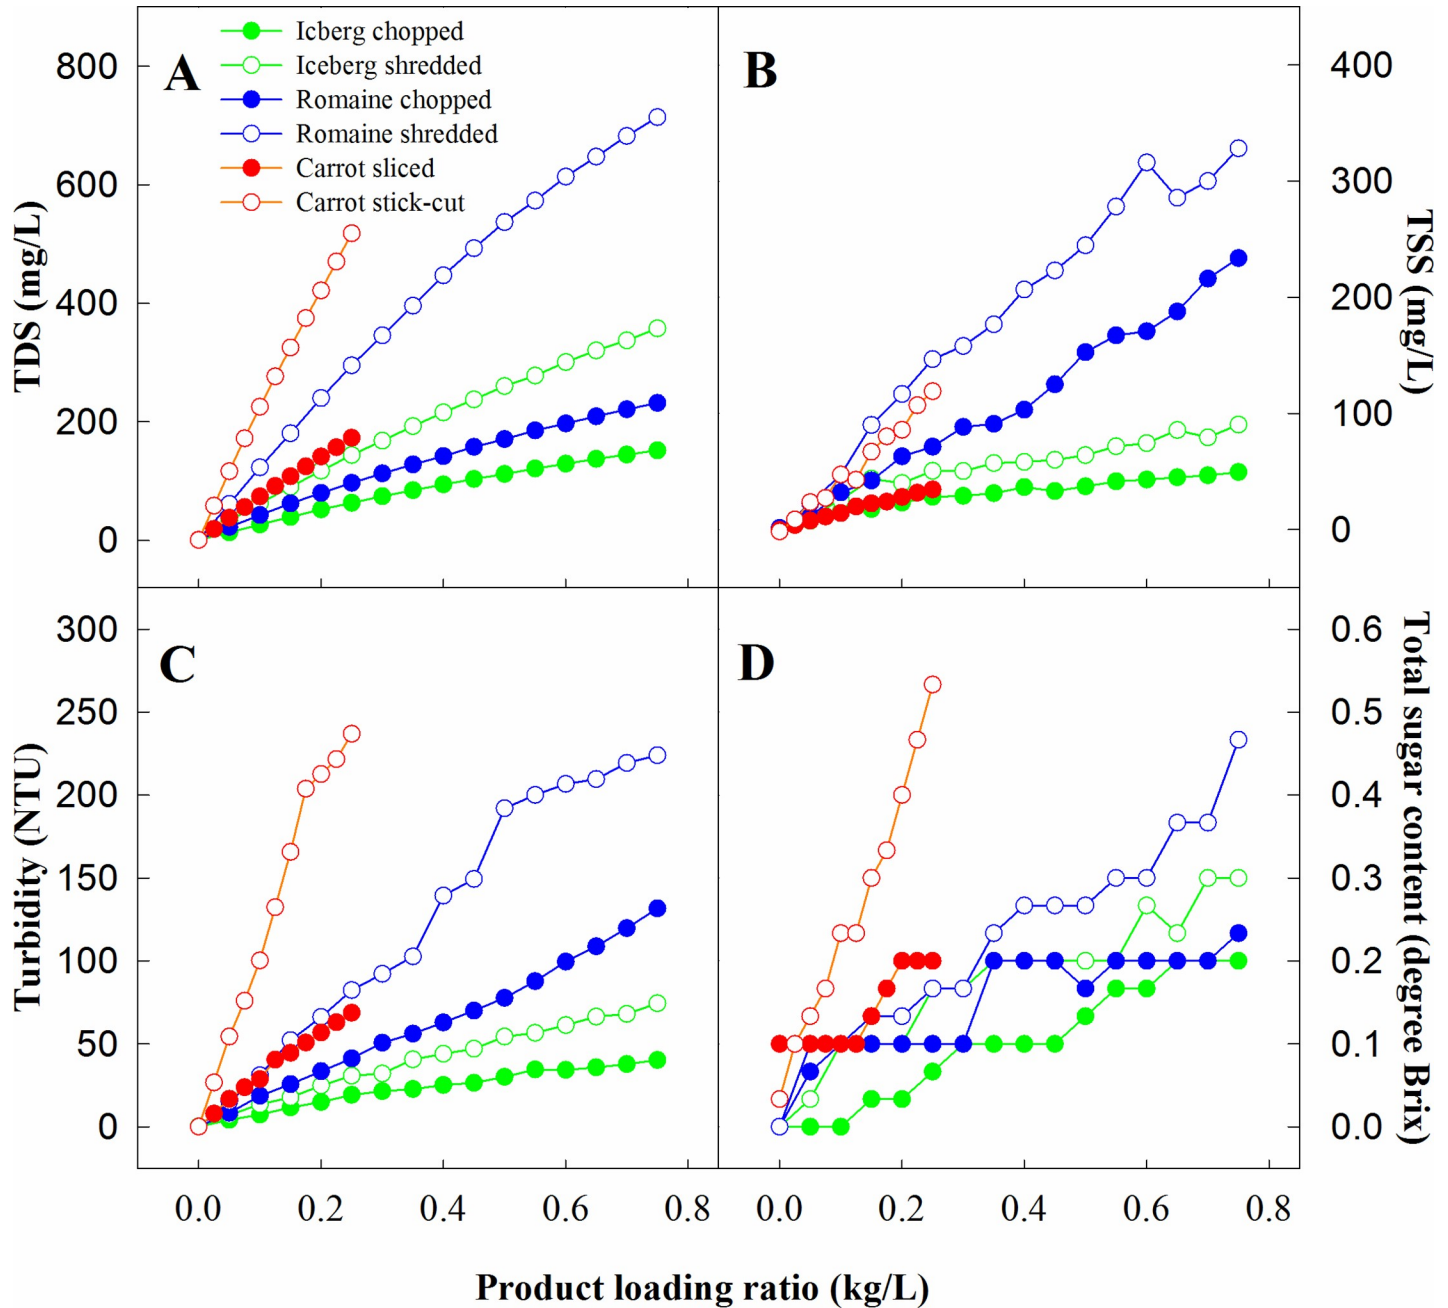 A
Icberg chopped
Iceberg shredded
Romaine chopped
Romaine shredded
Carrot sliced
Carrot stick-cut
800
600
400
200
0
TDS (mg/L)
B
400
300
200
100
0
TSS (mg/L)
C
300
250
200
150
100
50
0
Turbidity (NTU)
D
0.6
0.5
0.4
0.3
0.2
0.1
0.0
Total sugar content (degree Brix)
0.0 0.2 0.4 0.6 0.8
0.0 0.2 0.4 0.6 0.8
Product loading ratio (kg/L)